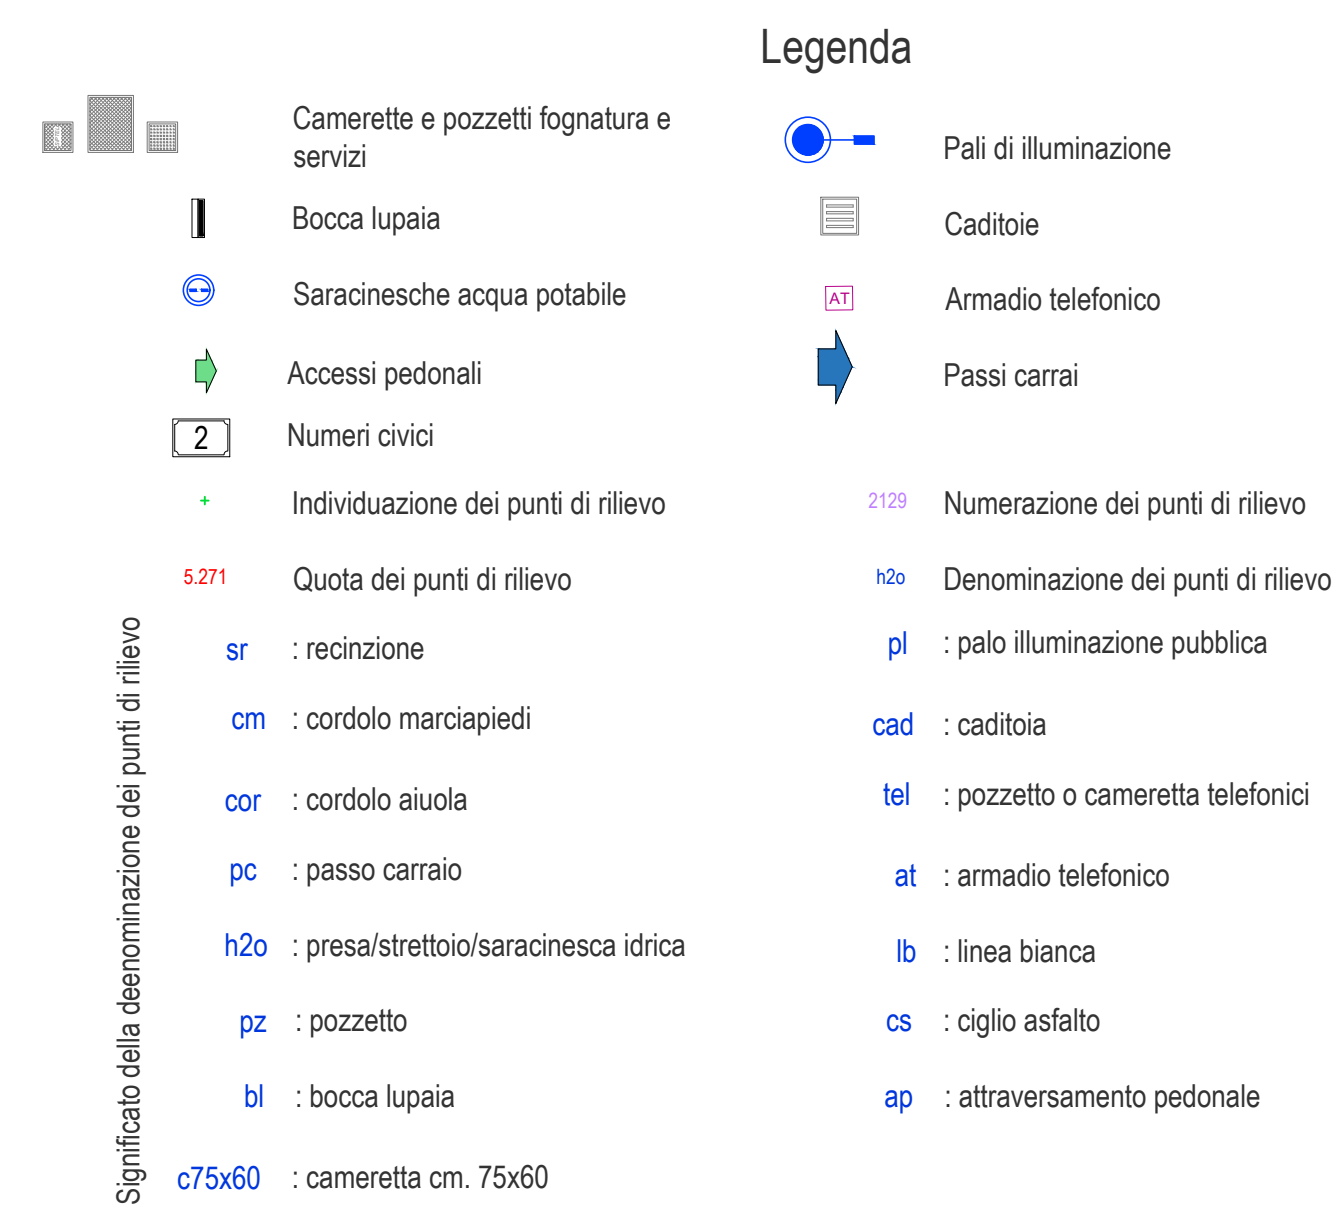 Legenda
Camerette e pozzetti fognatura e
servizi
Pali di illuminazione
Bocca lupaia
Caditoie
Saracinesche acqua potabile
AT
Armadio telefonico
Accessi pedonali
Passi carrai
2
Numeri civici
+
Individuazione dei punti di rilievo
2129
Numerazione dei punti di rilievo
5.271
Quota dei punti di rilievo
h2o
Denominazione dei punti di rilievo
Significato della deenominazione dei punti di rilievo
sr : recinzione
pl : palo illuminazione pubblica
cm : cordolo marciapiedi
cad : caditoia
cor : cordolo aiuola
tel : pozzetto o cameretta telefonici
pc : passo carraio
at : armadio telefonico
h2o : presa/strettoio/saracinesca idrica
lb : linea bianca
pz : pozzetto
cs : ciglio asfalto
bl : bocca lupaia
ap : attraversamento pedonale
c75x60 : cameretta cm. 75x60